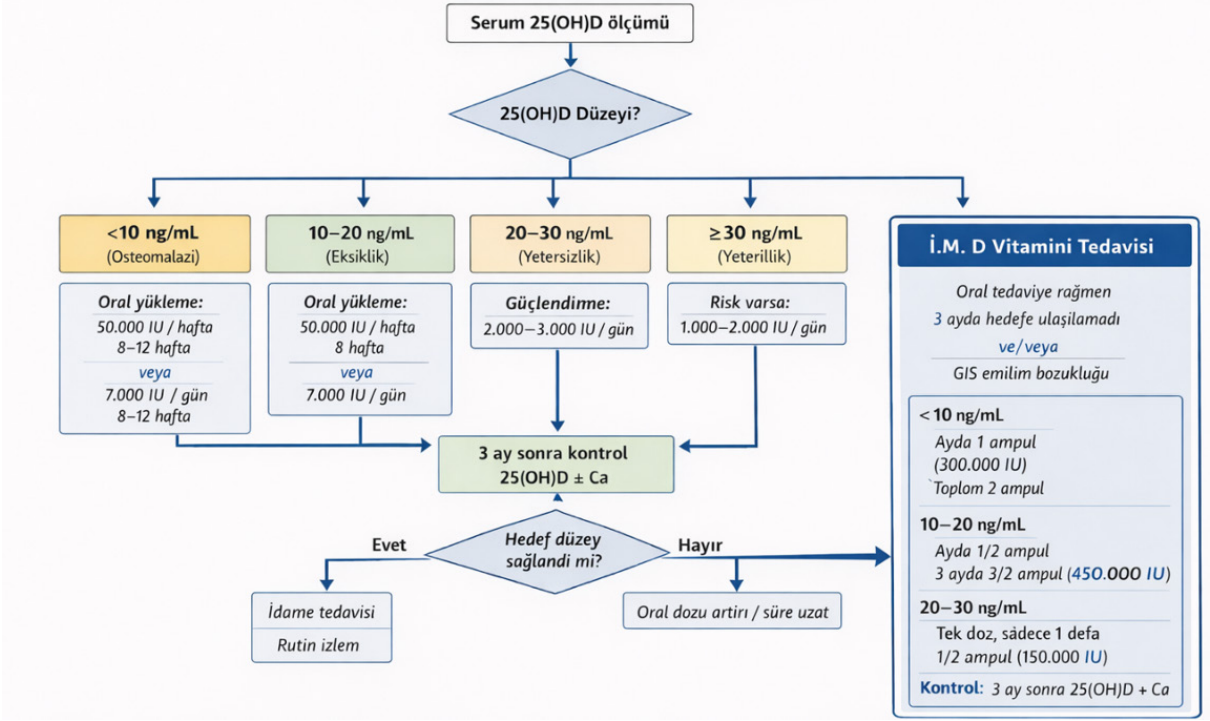 Serum 25(OH)D ölçümü
25(OH)D Düzeyi?
<10 ng/mL
(Osteomalazi)
Oral yükleme:
50.000 IU / hafta
8–12 hafta
veya
7.000 IU / gün
8–12 hafta
10–20 ng/mL
(Eksiklik)
Oral yükleme:
50.000 IU / hafta
8 hafta
veya
7.000 IU / gün
20–30 ng/mL
(Yetersizlik)
Güçlendirme:
2.000–3.000 IU / gün
≥ 30 ng/mL
(Yeterillik)
Risk varsa:
1.000–2.000 IU / gün
3 ay sonra kontrol
25(OH)D ± Ca
Hedef düzey
sağlandi mi?
Evet
Hayır
İdame tedavisi
Rutin izlem
Oral dozu artırı / süre uzat
İ.M. D Vitamini Tedavisi
Oral tedaviye rağmen
3 ayda hedefe ulaşilamadı
ve/veya
GIS emilim bozukluğu
< 10 ng/mL
Ayda 1 ampul
(300.000 IU)
Toplom 2 ampul
10–20 ng/mL
Ayda 1/2 ampul
3 ayda 3/2 ampul (450.000 IU)
20–30 ng/mL
Tek doz, sàdece 1 defa
1/2 ampul (150.000 IU)
Kontrol: 3 ay sonra 25(OH)D + Ca